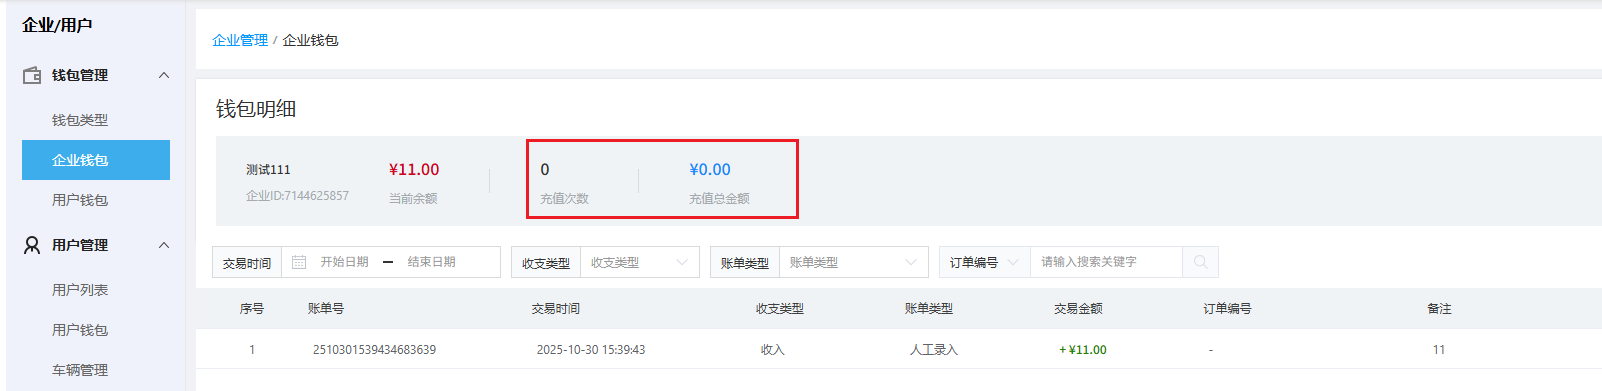 企业/用户
钱包管理
钱包类型
企业钱包
用户钱包
用户管理
用户列表
用户钱包
车辆管理
企业管理 / 企业钱包
钱包明细
测试111
企业ID:7144625857
¥11.00
当前余额
0
充值次数
¥0.00
充值总金额
交易时间 开始日期 — 结束日期 收支类型 收支类型 账单类型 账单类型 订单编号 请输入搜索关键字
序号 账单号 交易时间 收支类型 账单类型 交易金额 订单编号 备注
1 2510301539434683639 2025-10-30 15:39:43 收入 人工录入 + ¥11.00 - 11